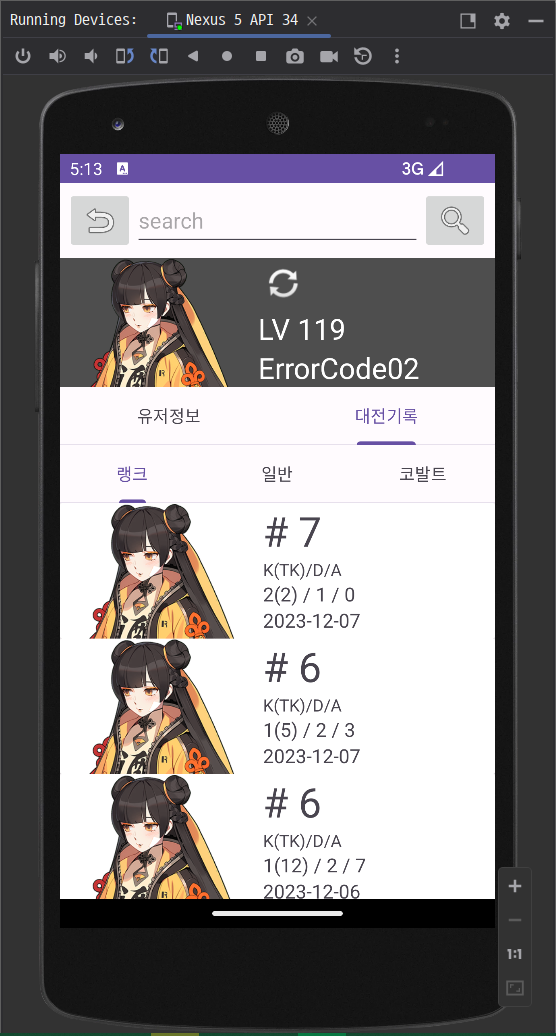 Running Devices: Nexus 5 API 34
5:13 A 3G
search
LV 119
ErrorCode02
유저정보 대전기록
랭크 일반 코발트
# 7
K(TK)/D/A
2(2) / 1 / 0
2023-12-07
# 6
K(TK)/D/A
1(5) / 2 / 3
2023-12-07
# 6
K(TK)/D/A
1(12) / 2 / 7
2023-12-06
1:1